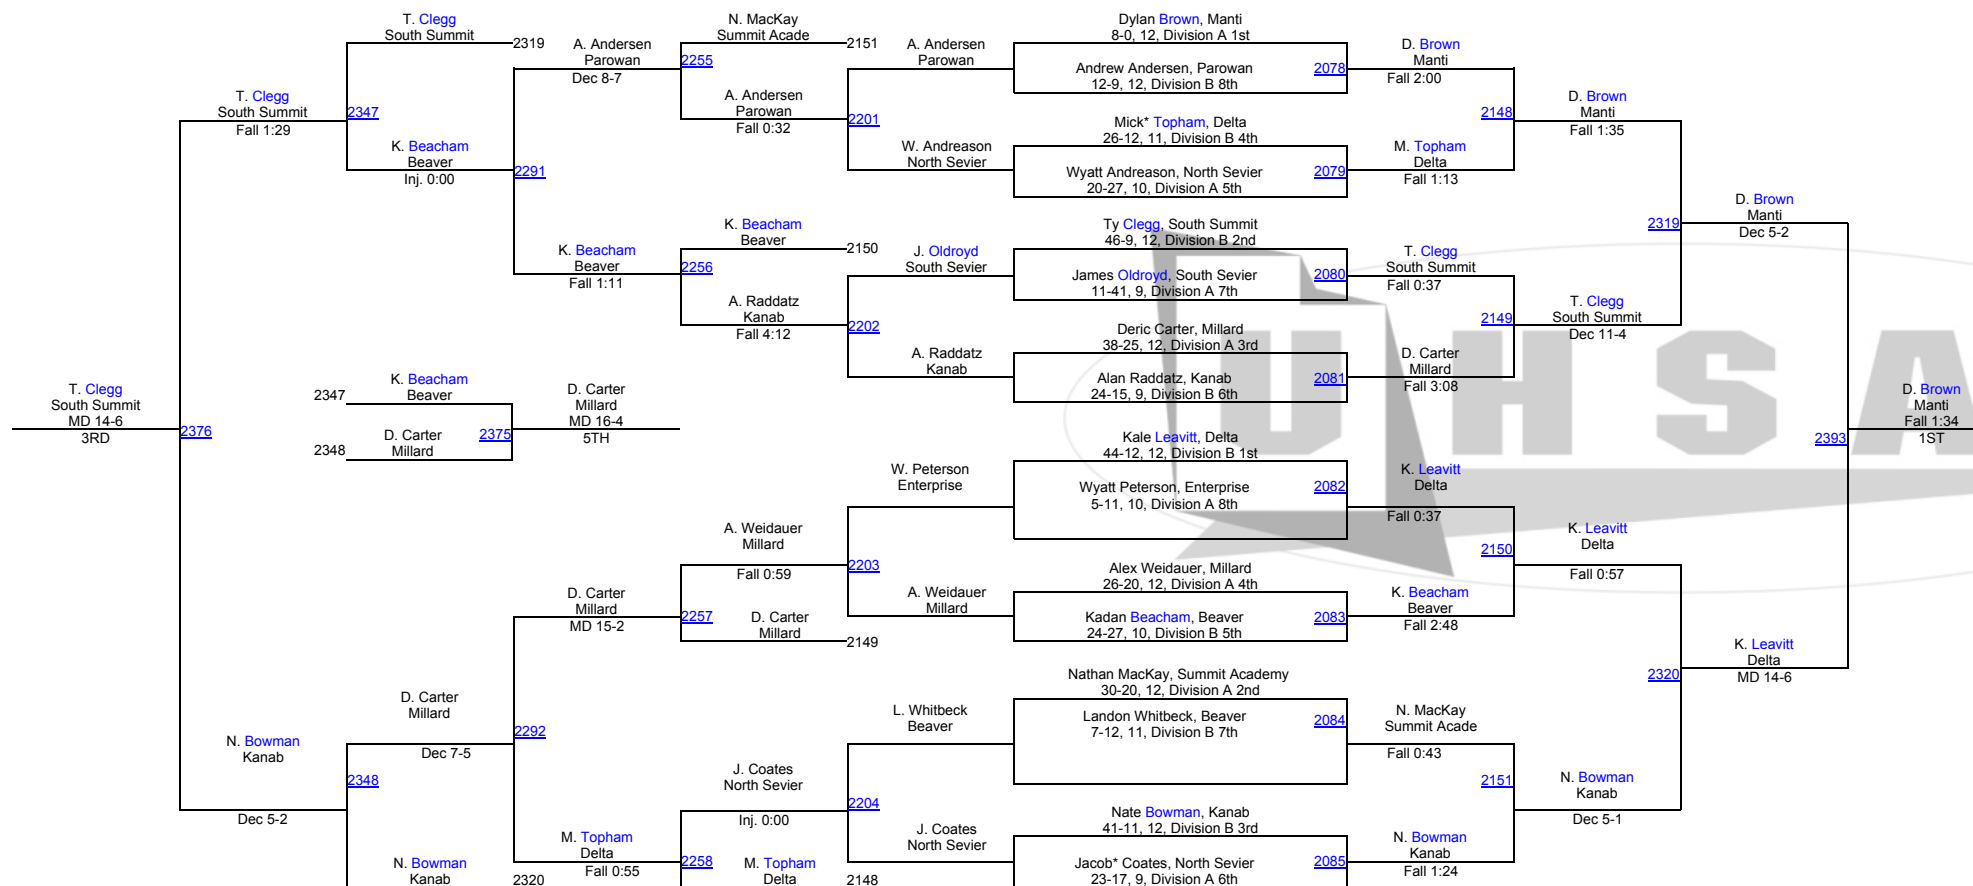 T. Clegg
South Summit
2319
A. Andersen
Parowan
Dec 8-7
N. MacKay
Summit Acade
2151
2255
A. Andersen
Parowan
Fall 0:32
A. Andersen
Parowan
2201
W. Andreason
North Sevier
Dylan Brown, Manti
8-0, 12, Division A 1st
Andrew Andersen, Parowan
12-9, 12, Division B 8th
2078
D. Brown
Manti
Fall 2:00
Mick* Topham, Delta
26-12, 11, Division B 4th
Wyatt Andreason, North Sevier
20-27, 10, Division A 5th
2079
M. Topham
Delta
Fall 1:13
2148
D. Brown
Manti
Fall 1:35
T. Clegg
South Summit
Fall 1:29
2347
K. Beacham
Beaver
Inj. 0:00
2291
K. Beacham
Beaver
Fall 1:11
K. Beacham
Beaver
2150
2256
A. Raddatz
Kanab
Fall 4:12
J. Oldroyd
South Sevier
2202
A. Raddatz
Kanab
Ty Clegg, South Summit
46-9, 12, Division B 2nd
James Oldroyd, South Sevier
11-41, 9, Division A 7th
2080
T. Clegg
South Summit
Fall 0:37
Deric Carter, Millard
38-25, 12, Division A 3rd
Alan Raddatz, Kanab
24-15, 9, Division B 6th
2081
D. Carter
Millard
Fall 3:08
2149
T. Clegg
South Summit
Dec 11-4
2319
D. Brown
Manti
Dec 5-2
UHSA
T. Clegg
South Summit
MD 14-6
3RD
2376
2347
K. Beacham
Beaver
2348
D. Carter
Millard
2375
D. Carter
Millard
MD 16-4
5TH
2393
D. Brown
Manti
Fall 1:34
1ST
W. Peterson
Enterprise
Kale Leavitt, Delta
44-12, 12, Division B 1st
Wyatt Peterson, Enterprise
5-11, 10, Division A 8th
2082
K. Leavitt
Delta
Fall 0:37
A. Weidauer
Millard
Fall 0:59
2203
A. Weidauer
Millard
Alex Weidauer, Millard
26-20, 12, Division A 4th
Kadan Beacham, Beaver
24-27, 10, Division B 5th
2083
K. Beacham
Beaver
Fall 2:48
2150
K. Leavitt
Delta
Fall 0:57
D. Carter
Millard
MD 15-2
2257
D. Carter
Millard
2149
2320
K. Leavitt
Delta
MD 14-6
D. Carter
Millard
Dec 7-5
2292
N. Bowman
Kanab
Dec 5-2
2348
N. Bowman
Kanab
2320
J. Coates
North Sevier
Inj. 0:00
M. Topham
Delta
Fall 0:55
2258
M. Topham
Delta
2148
L. Whitbeck
Beaver
2204
J. Coates
North Sevier
Nathan MacKay, Summit Academy
30-20, 12, Division A 2nd
Landon Whitbeck, Beaver
7-12, 11, Division B 7th
2084
N. MacKay
Summit Acade
Fall 0:43
Nate Bowman, Kanab
41-11, 12, Division B 3rd
Jacob* Coates, North Sevier
23-17, 9, Division A 6th
2085
N. Bowman
Kanab
Fall 1:24
2151
N. Bowman
Kanab
Dec 5-1